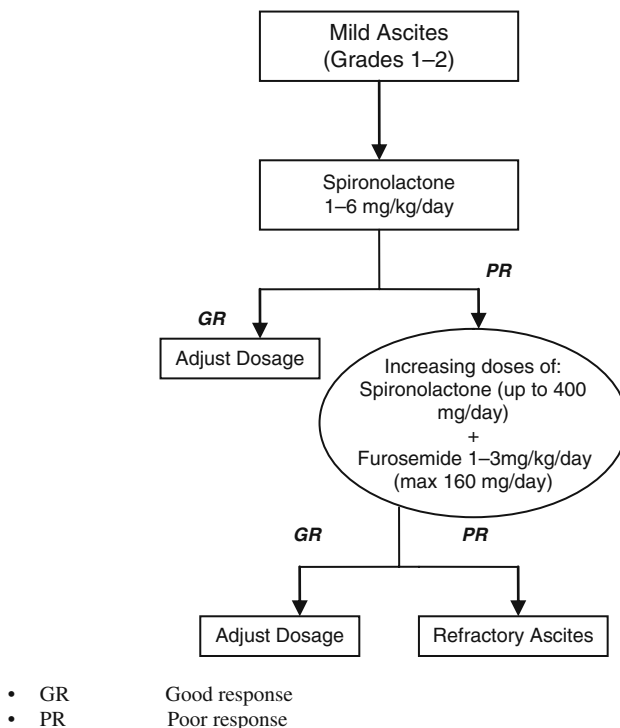 Mild Ascites
(Grades 1–2)
Spironolactone
1–6 mg/kg/day
PR
GR
Adjust Dosage
Increasing doses of:
Spironolactone (up to 400
mg/day)
+
Furosemide 1–3mg/kg/day
(max 160 mg/day)
GR
PR
Adjust Dosage
Refractory Ascites
• GR Good response
• PR Poor response